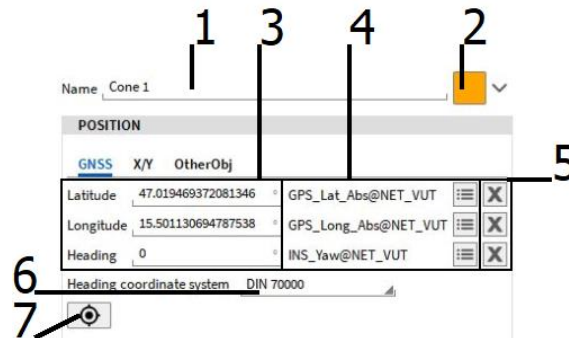 1 3 4 2
Name Cone 1
POSITION
GNSS X/Y OtherObj
5
Latitude 47.019469372081346 ° GPS_Lat_Abs@NET_VUT
Longitude 15.501130694787538 ° GPS_Long_Abs@NET_VUT
Heading 0 ° INS_Yaw@NET_VUT
6
Heading coordinate system DIN 70000
7